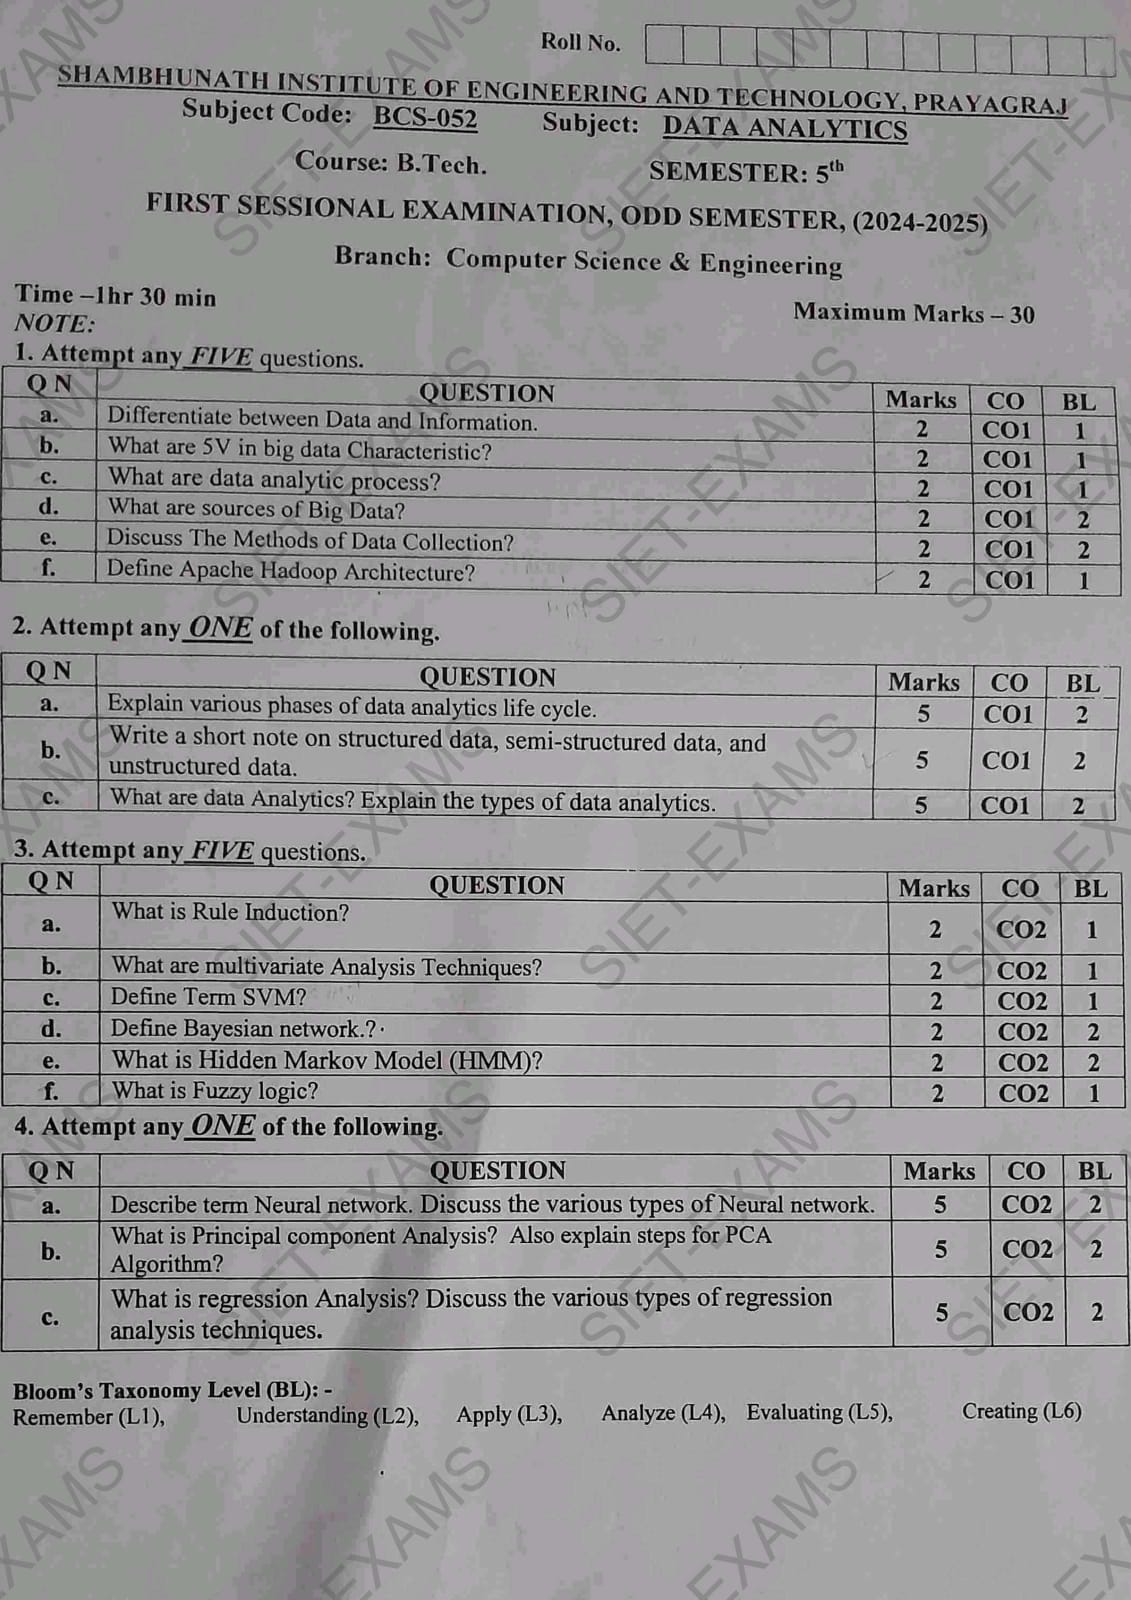 Roll No.
SHAMBHUNATH INSTITUTE OF ENGINEERING AND TECHNOLOGY, PRAYAGRAJ
Subject Code: BCS-052 Subject: DATA ANALYTICS
Course: B.Tech. SEMESTER: 5th
FIRST SESSIONAL EXAMINATION, ODD SEMESTER, (2024-2025)
Branch: Computer Science & Engineering
Time –1hr 30 min Maximum Marks – 30
NOTE:
1. Attempt any FIVE questions.
Q N QUESTION Marks CO BL
a. Differentiate between Data and Information. 2 CO1 1
b. What are 5V in big data Characteristic? 2 CO1 1
c. What are data analytic process? 2 CO1 1
d. What are sources of Big Data? 2 CO1 2
e. Discuss The Methods of Data Collection? 2 CO1 2
f. Define Apache Hadoop Architecture? 2 CO1 1
2. Attempt any ONE of the following.
Q N QUESTION Marks CO BL
a. Explain various phases of data analytics life cycle. 5 CO1 2
b. Write a short note on structured data, semi-structured data, and
unstructured data. 5 CO1 2
c. What are data Analytics? Explain the types of data analytics. 5 CO1 2
3. Attempt any FIVE questions.
Q N QUESTION Marks CO BL
a. What is Rule Induction? 2 CO2 1
b. What are multivariate Analysis Techniques? 2 CO2 1
c. Define Term SVM? 2 CO2 1
d. Define Bayesian network.? 2 CO2 2
e. What is Hidden Markov Model (HMM)? 2 CO2 2
f. What is Fuzzy logic? 2 CO2 1
4. Attempt any ONE of the following.
Q N QUESTION Marks CO BL
a. Describe term Neural network. Discuss the various types of Neural network. 5 CO2 2
b. What is Principal component Analysis? Also explain steps for PCA
Algorithm? 5 CO2 2
c. What is regression Analysis? Discuss the various types of regression
analysis techniques. 5 CO2 2
Bloom's Taxonomy Level (BL): -
Remember (L1), Understanding (L2), Apply (L3), Analyze (L4), Evaluating (L5), Creating (L6)
SIET-EXAMS